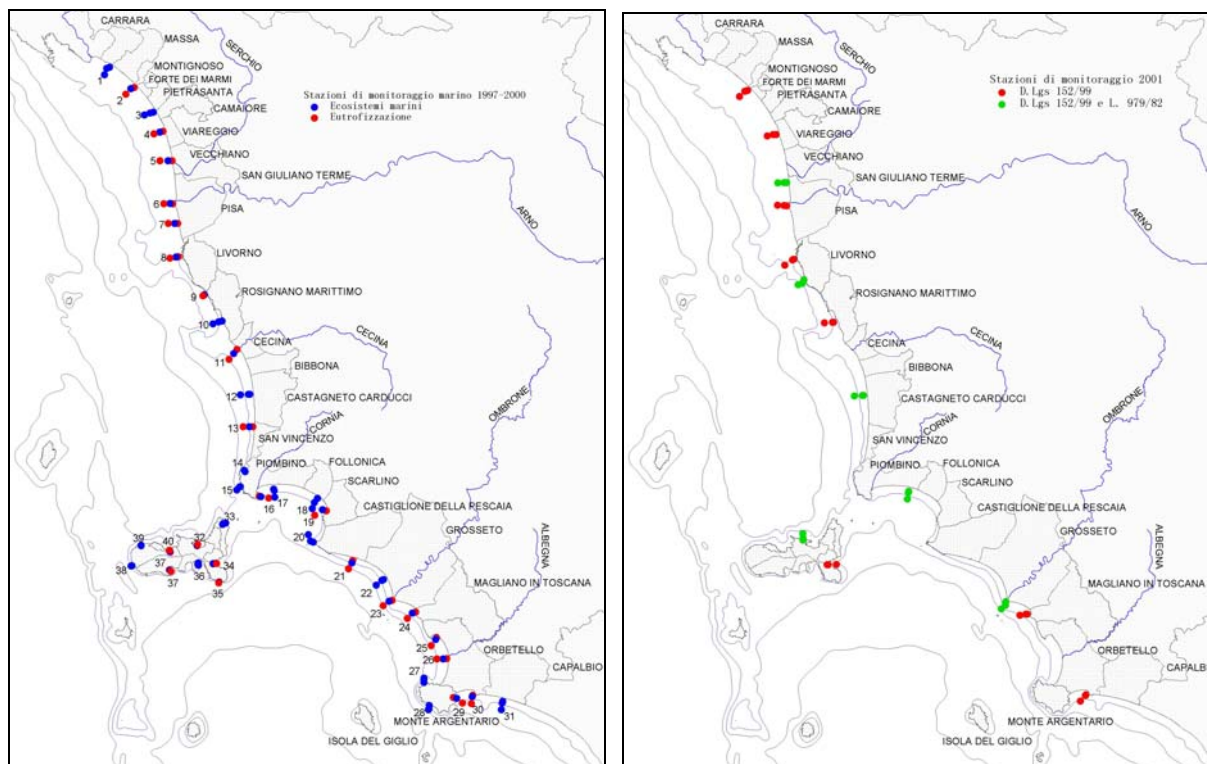 CARRARA
MASSA
SERCHIO
MONTIGNOSO
1
FORTE DEI MARMI
2
PIETRASANTA
Stazioni di monitoraggio marino 1997-2000
Ecosistemi marini
Eutrofizzazione
3
CAMAIORE
4
VIAREGGIO
5
VECCHIANO
SAN GIULIANO TERME
6
PISA
ARNO
7
8
LIVORNO
9
ROSIGNANO MARITTIMO
10
CECINA
CECINA
11
BIBBONA
12
CASTAGNETO CARDUCCI
CORNIA
OMBRONE
13
SAN VINCENZO
14
PIOMBINO
FOLLONICA
15
SCARLINO
16
17
18
CASTIGLIONE DELLA PESCAIA
19
33
GROSSETO
20
ALBEGNA
39
40
32
38
37
36
34
21
37
35
22
MAGLIANO IN TOSCANA
23
24
25
ORBETELLO
26
CAPALBIO
27
28
29
30
31
MONTE ARGENTARIO
ISOLA DEL GIGLIO
CARRARA
MASSA
SERCHIO
MONTIGNOSO
FORTE DEI MARMI
PIETRASANTA
Stazioni di monitoraggio 2001
D.Lgs 152/99
D.Lgs 152/99 e L. 979/82
CAMAIORE
VIAREGGIO
VECCHIANO
SAN GIULIANO TERME
PISA
ARNO
LIVORNO
ROSIGNANO MARITTIMO
CECINA
CECINA
BIBBONA
CASTAGNETO CARDUCCI
CORNIA
OMBRONE
SAN VINCENZO
PIOMBINO
FOLLONICA
SCARLINO
CASTIGLIONE DELLA PESCAIA
GROSSETO
ALBEGNA
MAGLIANO IN TOSCANA
ORBETELLO
CAPALBIO
MONTE ARGENTARIO
ISOLA DEL GIGLIO